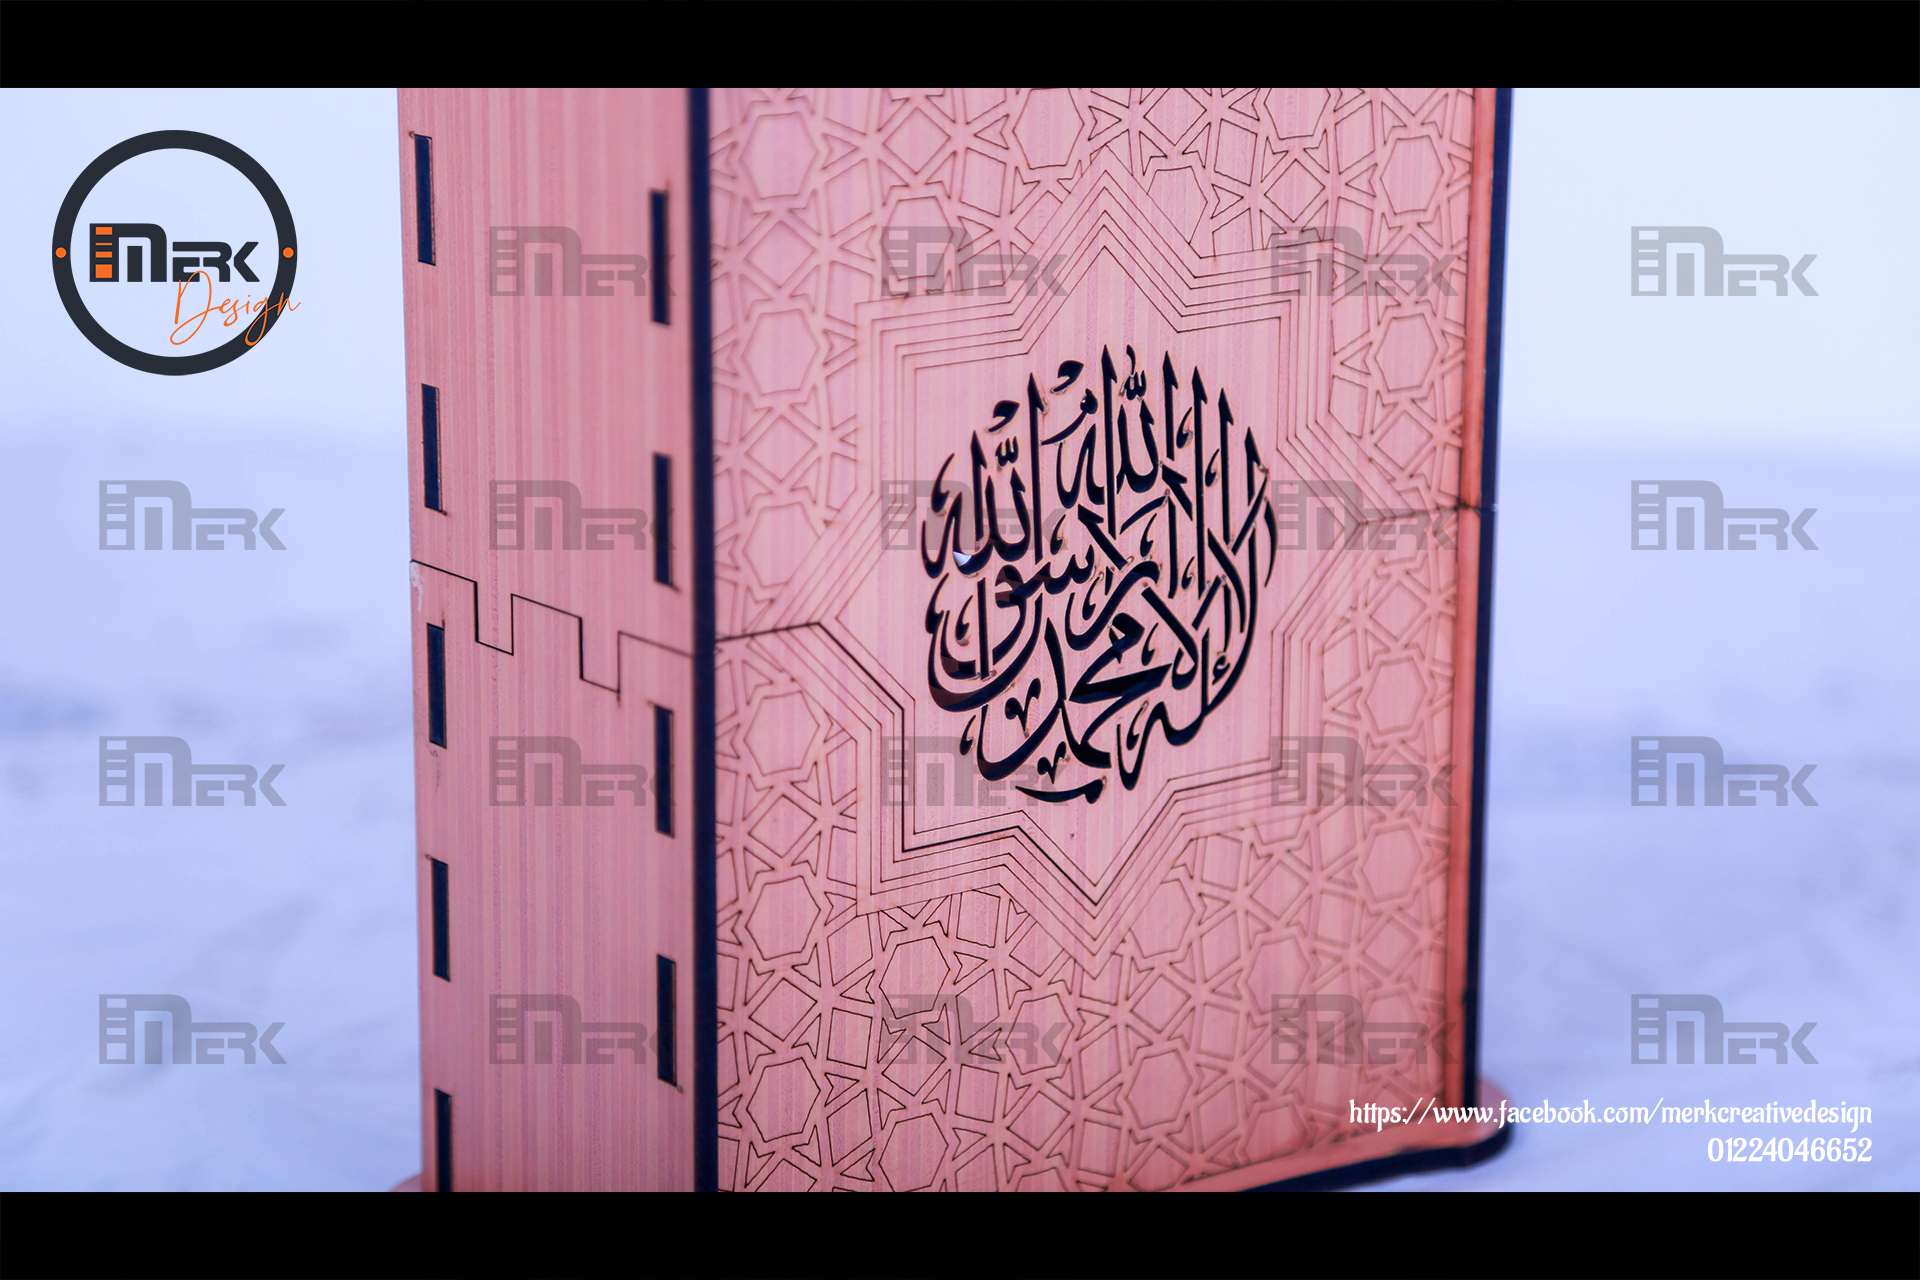 MERK
Design
لا إله إلا الله محمد رسول الله
MERK MERK MERK MERK
MERK MERK MERK MERK MERK
MERK MERK MERK MERK MERK
MERK MERK MERK MERK MERK
https://www.facebook.com/merkcreativedesign
01224046652